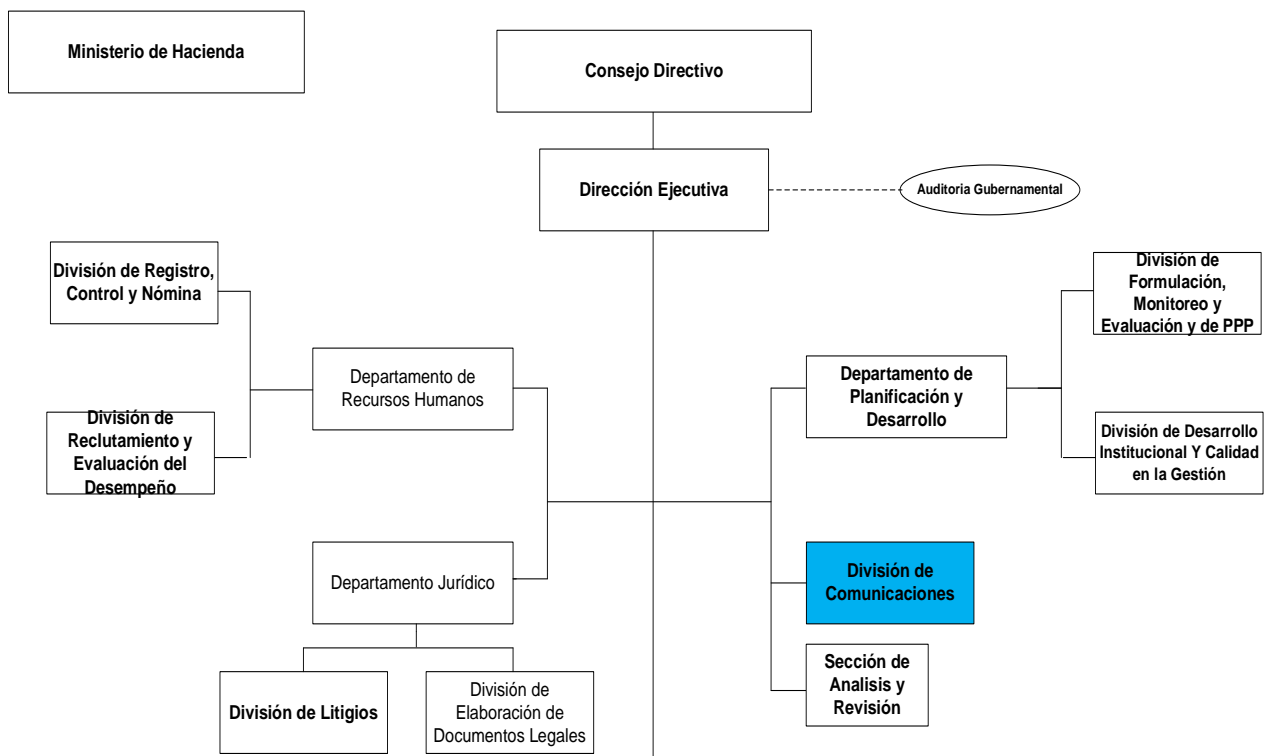 Ministerio de Hacienda
Consejo Directivo
Dirección Ejecutiva
Auditoria Gubernamental
División de Registro,
Control y Nómina
División de
Formulación,
Monitoreo y
Evaluación y de PPP
Departamento de
Recursos Humanos
Departamento de
Planificación y
Desarrollo
División de
Reclutamiento y
Evaluación del
Desempeño
División de Desarrollo
Institucional Y Calidad
en la Gestión
Departamento Jurídico
División de
Comunicaciones
División de Litigios
División de
Elaboración de
Documentos Legales
Sección de
Analisis y
Revisión